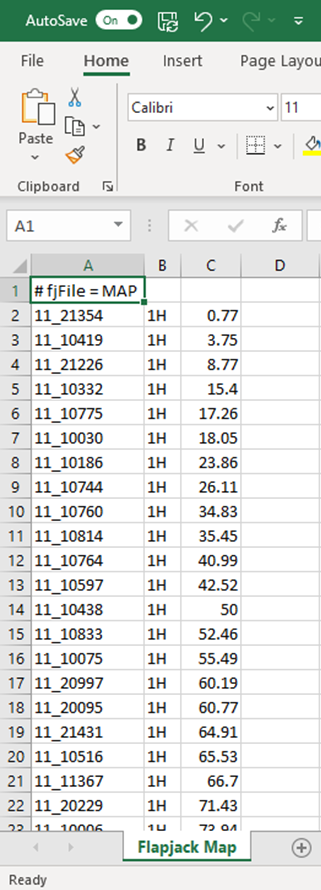 AutoSave On
File Home Insert Page Layou
Paste
Calibri 11
B I U
Clipboard Font
A1 fx
A B C D
1 # fjFile = MAP
2 11_21354 1H 0.77
3 11_10419 1H 3.75
4 11_21226 1H 8.77
5 11_10332 1H 15.4
6 11_10775 1H 17.26
7 11_10030 1H 18.05
8 11_10186 1H 23.86
9 11_10744 1H 26.11
10 11_10760 1H 34.83
11 11_10814 1H 35.45
12 11_10764 1H 40.99
13 11_10597 1H 42.52
14 11_10438 1H 50
15 11_10833 1H 52.46
16 11_10075 1H 55.49
17 11_20997 1H 60.19
18 11_20095 1H 60.77
19 11_21431 1H 64.91
20 11_10516 1H 65.53
21 11_11367 1H 66.7
22 11_20229 1H 71.43
23 11_10006 1H 73.94
Flapjack Map
Ready